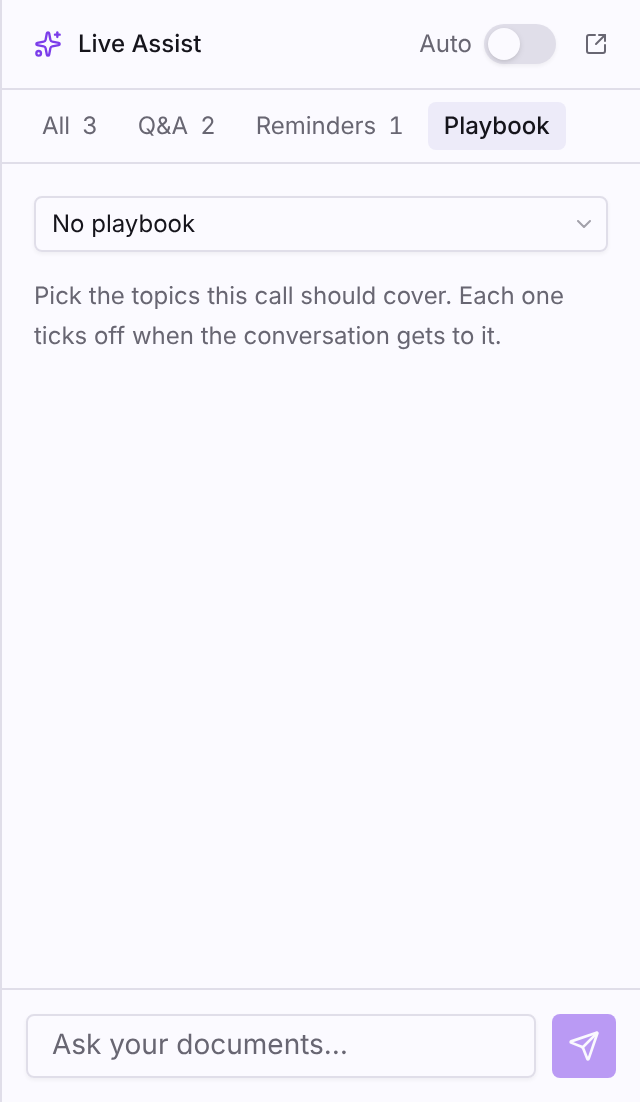 Live Assist
Auto
All 3
Q&A 2
Reminders 1
Playbook
No playbook
Pick the topics this call should cover. Each one
ticks off when the conversation gets to it.
Ask your documents...